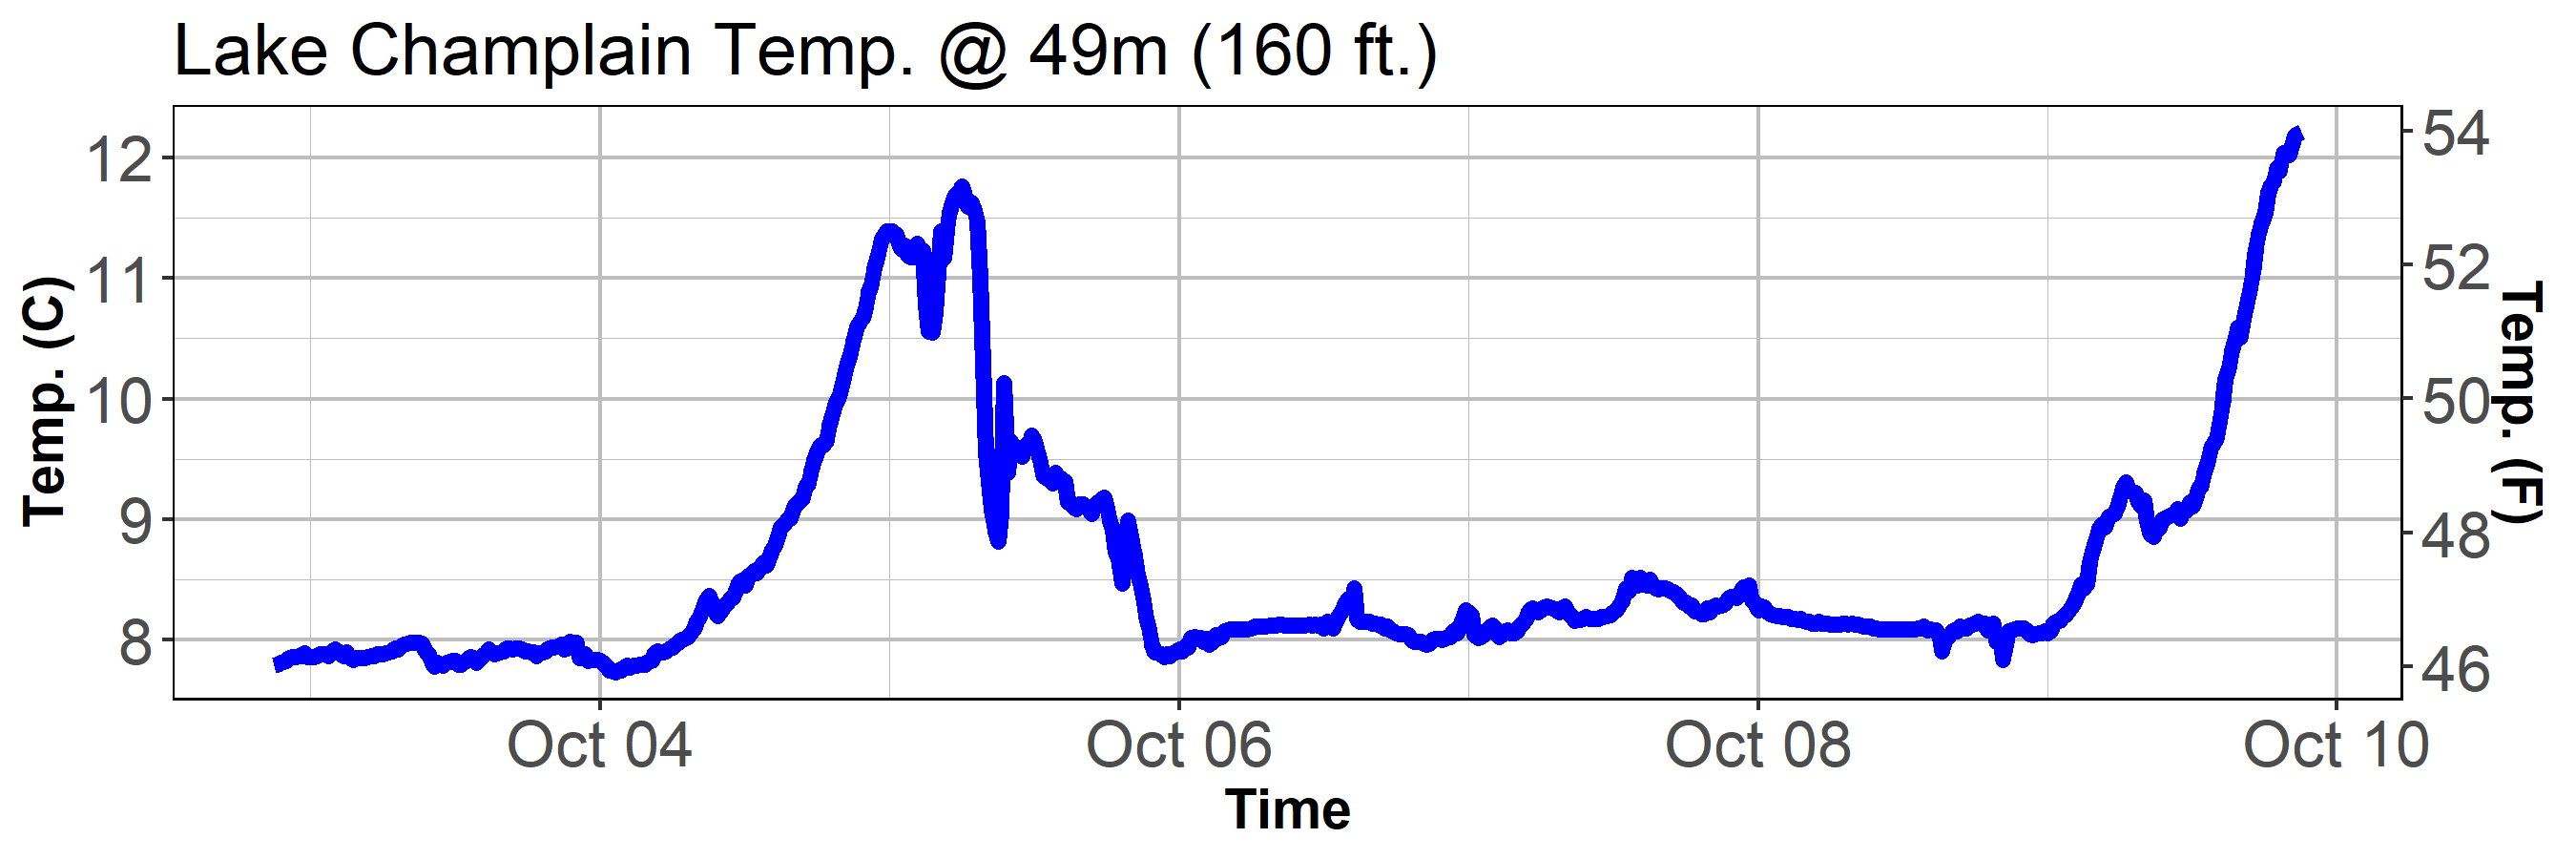 Lake Champlain Temp. @ 49m (160 ft.)
Temp. (C)
12
11
10
9
8
54
52
50
48
46
Temp. (F)
Oct 04 Oct 06 Oct 08 Oct 10
Time